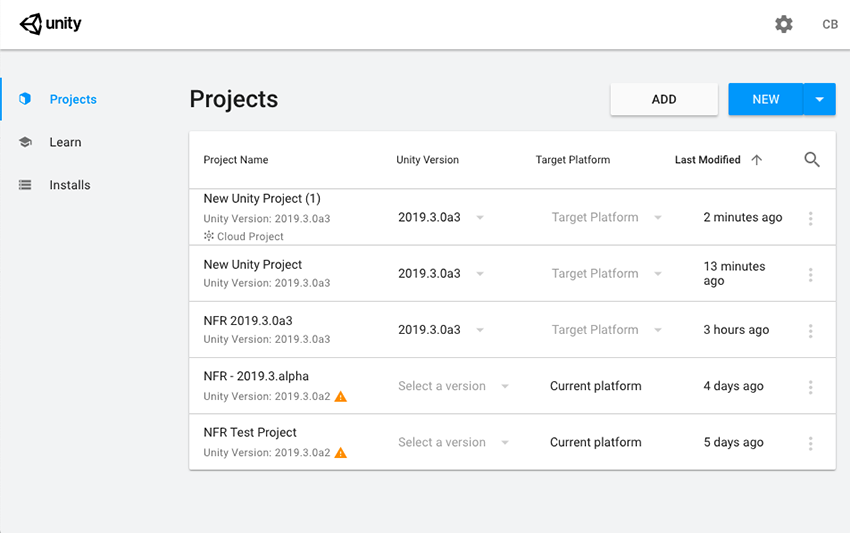 unity
CB
Projects
Learn
Installs
Projects
ADD
NEW
Project Name Unity Version Target Platform Last Modified
New Unity Project (1)
Unity Version: 2019.3.0a3
Cloud Project
2019.3.0a3 Target Platform 2 minutes ago
New Unity Project
Unity Version: 2019.3.0a3
2019.3.0a3 Target Platform 13 minutes
ago
NFR 2019.3.0a3
Unity Version: 2019.3.0a3
2019.3.0a3 Target Platform 3 hours ago
NFR - 2019.3.alpha
Unity Version: 2019.3.0a2
Select a version Current platform 4 days ago
NFR Test Project
Unity Version: 2019.3.0a2
Select a version Current platform 5 days ago